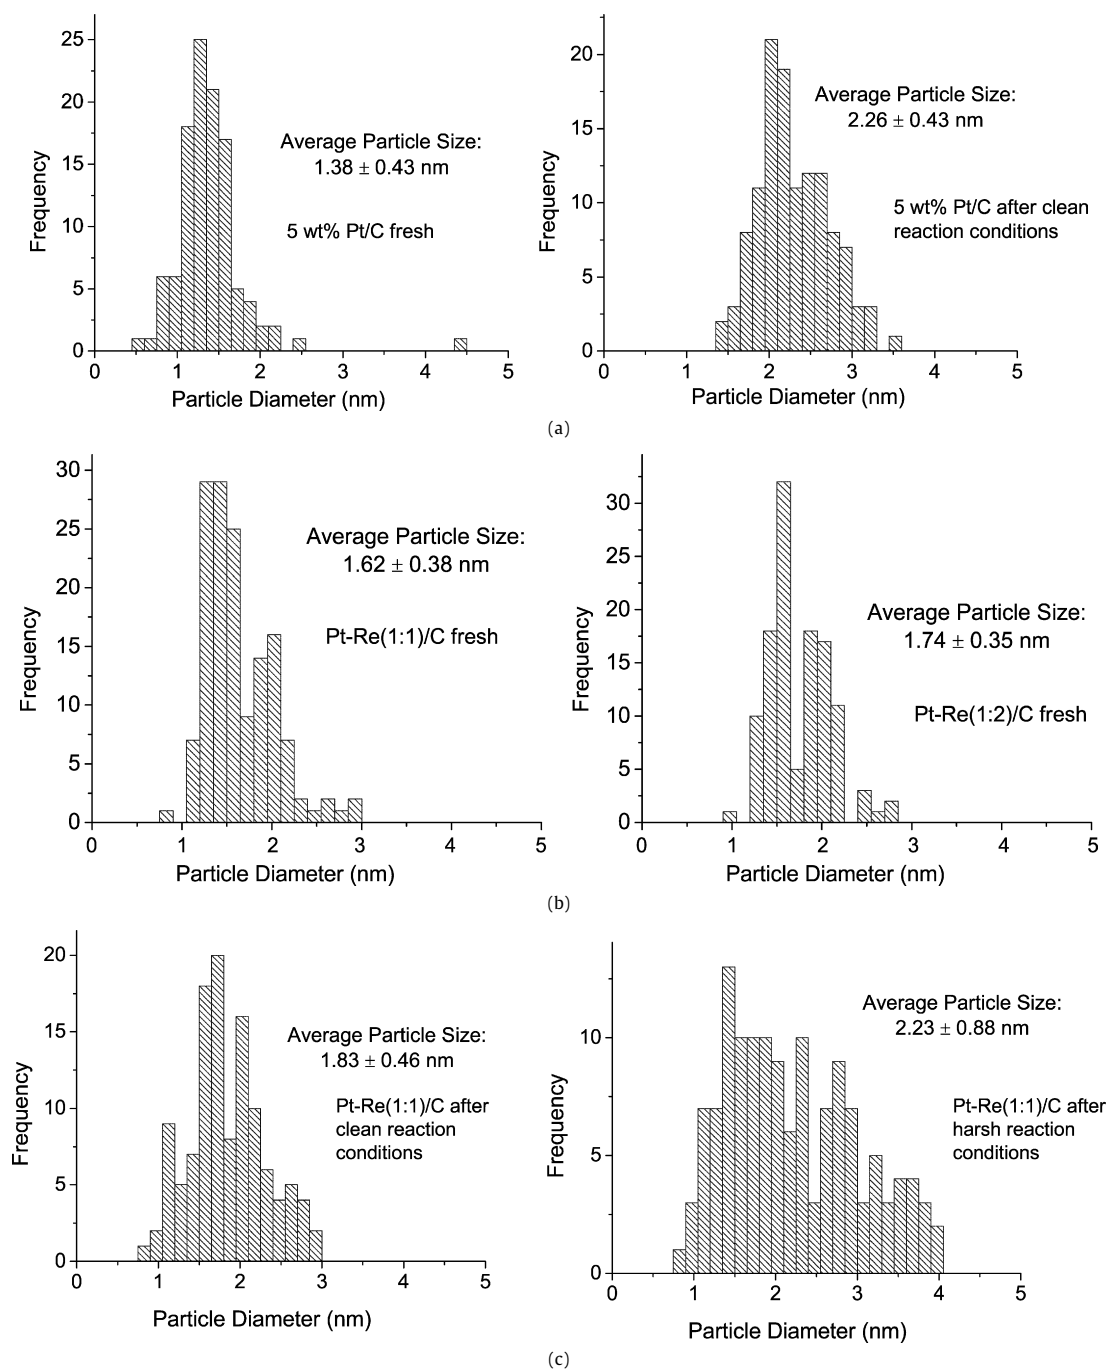 25
20
15
10
5
0
Frequency
Average Particle Size:
1.38 ± 0.43 nm
5 wt% Pt/C fresh
0 1 2 3 4 5
Particle Diameter (nm)
20
15
10
5
0
Frequency
Average Particle Size:
2.26 ± 0.43 nm
5 wt% Pt/C after clean
reaction conditions
0 1 2 3 4 5
Particle Diameter (nm)
(a)
30
25
20
15
10
5
0
Frequency
Average Particle Size:
1.62 ± 0.38 nm
Pt-Re(1:1)/C fresh
0 1 2 3 4 5
Particle Diameter (nm)
30
25
20
15
10
5
0
Frequency
Average Particle Size:
1.74 ± 0.35 nm
Pt-Re(1:2)/C fresh
0 1 2 3 4 5
Particle Diameter (nm)
(b)
20
15
10
5
0
Frequency
Average Particle Size:
1.83 ± 0.46 nm
Pt-Re(1:1)/C after
clean reaction
conditions
0 1 2 3 4 5
Particle Diameter (nm)
10
5
0
Frequency
Average Particle Size:
2.23 ± 0.88 nm
Pt-Re(1:1)/C after
harsh reaction
conditions
0 1 2 3 4 5
Particle Diameter (nm)
(c)